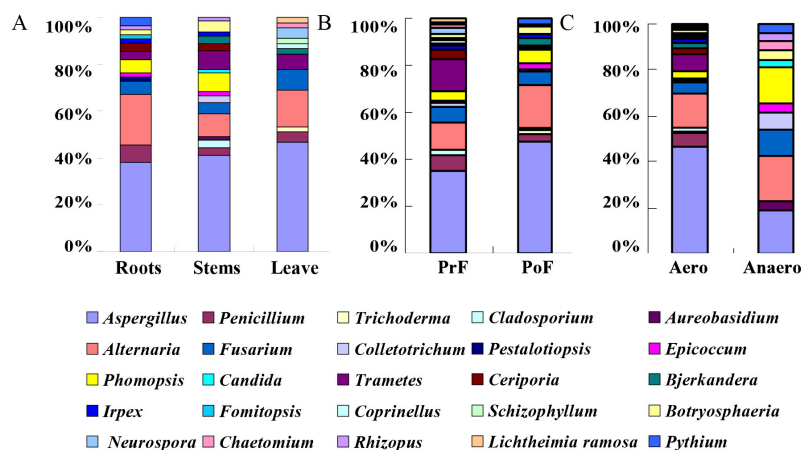 A B C
100% 100% 100%
80% 80% 80%
60% 60% 60%
40% 40% 40%
20% 20% 20%
0% 0% 0%
Roots Stems Leave PrF PoF Aero Anaero
Aspergillus Penicillium Trichoderma Cladosporium Aureobasidium
Alternaria Fusarium Colletotrichum Pestalotiopsis Epicoccum
Phomopsis Candida Trametes Ceriporia Bjerkandera
Irpex Fomitopsis Coprinellus Schizophyllum Botryosphaeria
Neurospora Chaetomium Rhizopus Lichtheimia ramosa Pythium